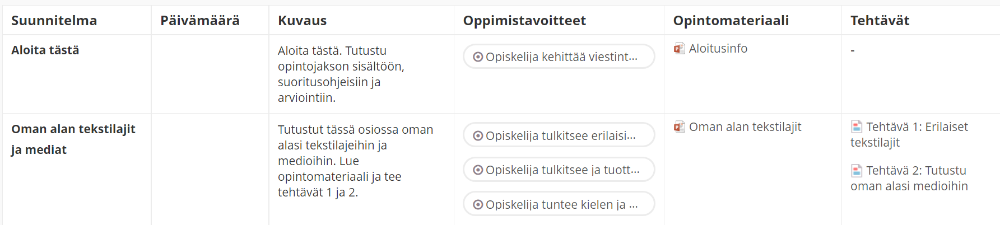 Suunnitelma
Päivämäärä
Kuvaus
Oppimistavoitteet
Opintomateriaali
Tehtävät
Aloita tästä
Aloita tästä. Tutustu
opintojakson sisältöön,
suoritusohjeisiin ja
arviointiin.
Opiskelija kehittää viestint...
Aloitusinfo
-
Oman alan tekstilajit
ja mediat
Tutustut tässä osiossa oman
alasi tekstilajeihin ja
medioihin. Lue
opintomateriaali ja tee
tehtävät 1 ja 2.
Opiskelija tulkitsee erilaisi...
Opiskelija tulkitsee ja tuott...
Opiskelija tuntee kielen ja ...
Oman alan tekstilajit
Tehtävä 1: Erilaiset
tekstilajit
Tehtävä 2: Tutustu
oman alasi medioihin